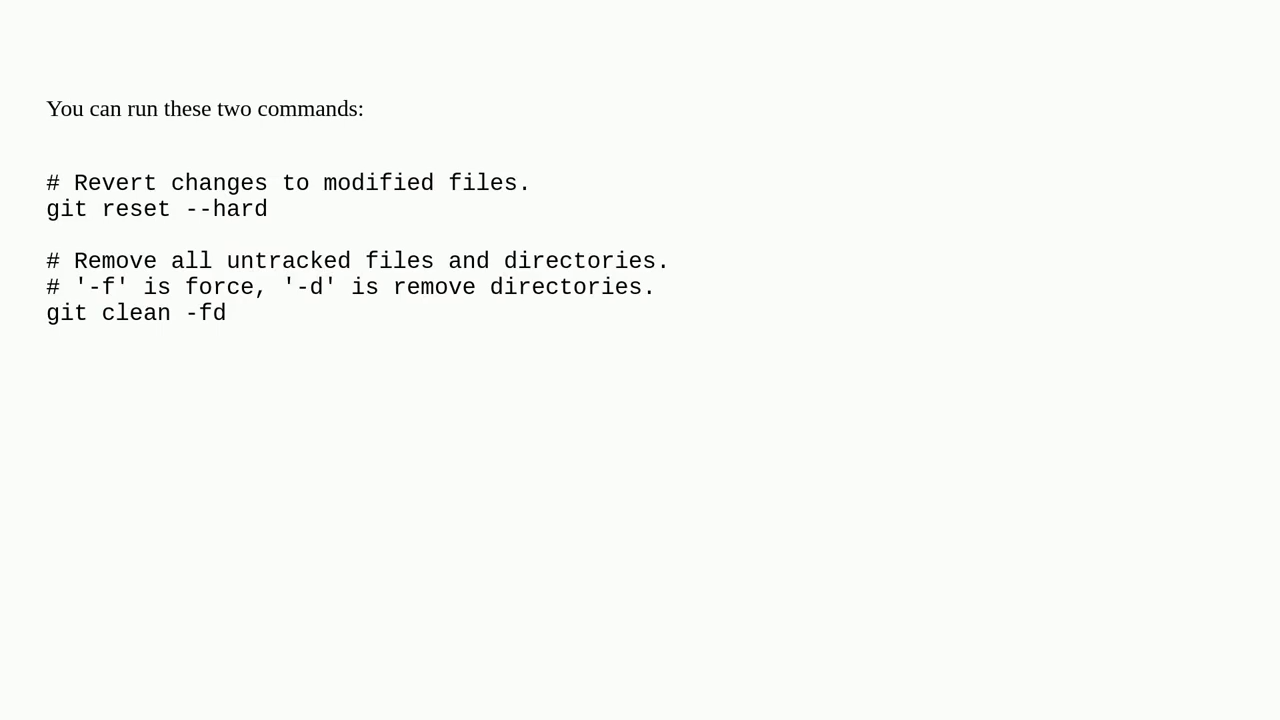 You can run these two commands:
# Revert changes to modified files.
git reset --hard
# Remove all untracked files and directories.
# '-f' is force, '-d' is remove directories.
git clean -fd